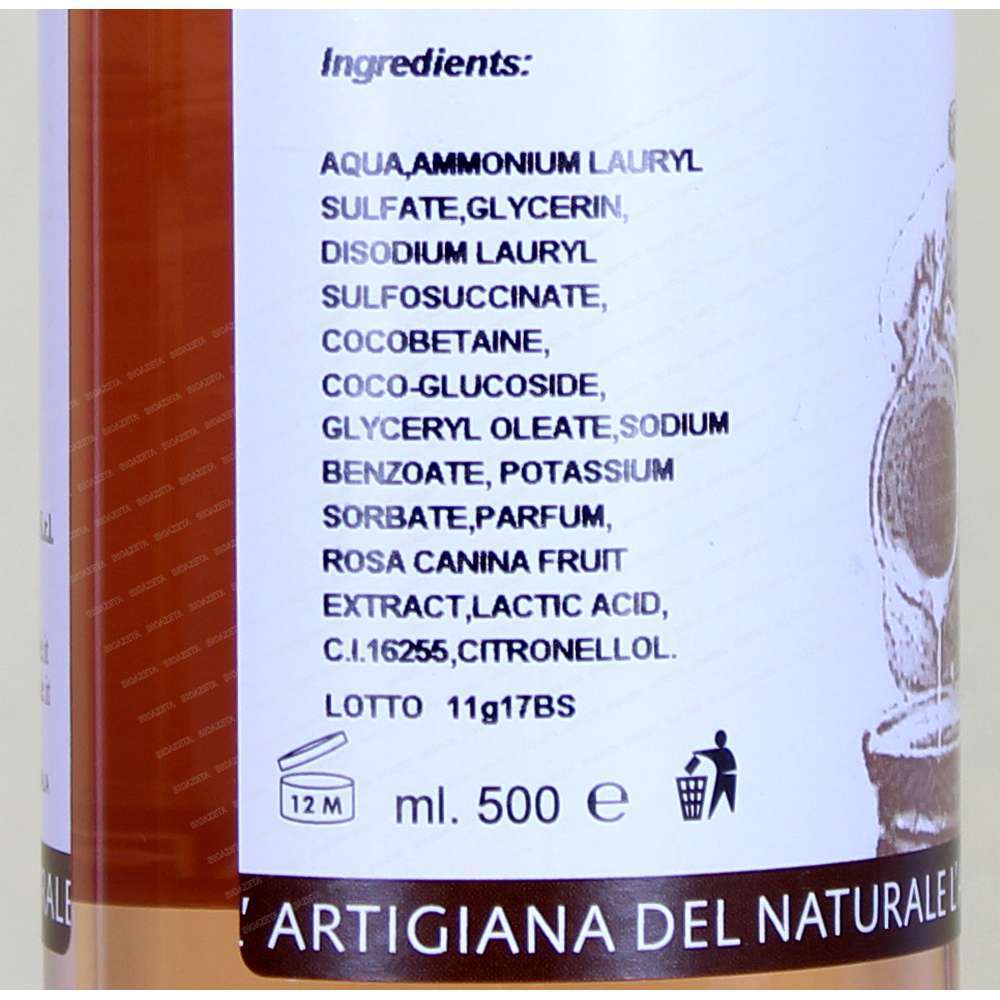 Ingredients:
AQUA,AMMONIUM LAURYL
SULFATE,GLYCERIN,
DISODIUM LAURYL
SULFOSUCCINATE,
COCOBETAINE,
COCO-GLUCOSIDE,
GLYCERYL OLEATE,SODIUM
BENZOATE, POTASSIUM
SORBATE,PARFUM,
ROSA CANINA FRUIT
EXTRACT,LACTIC ACID,
C.I.16255,CITRONELLOL.
LOTTO 11g17BS
12 M
ml. 500 e
L' ARTIGIANA DEL NATURALE L'
BIOAZETA